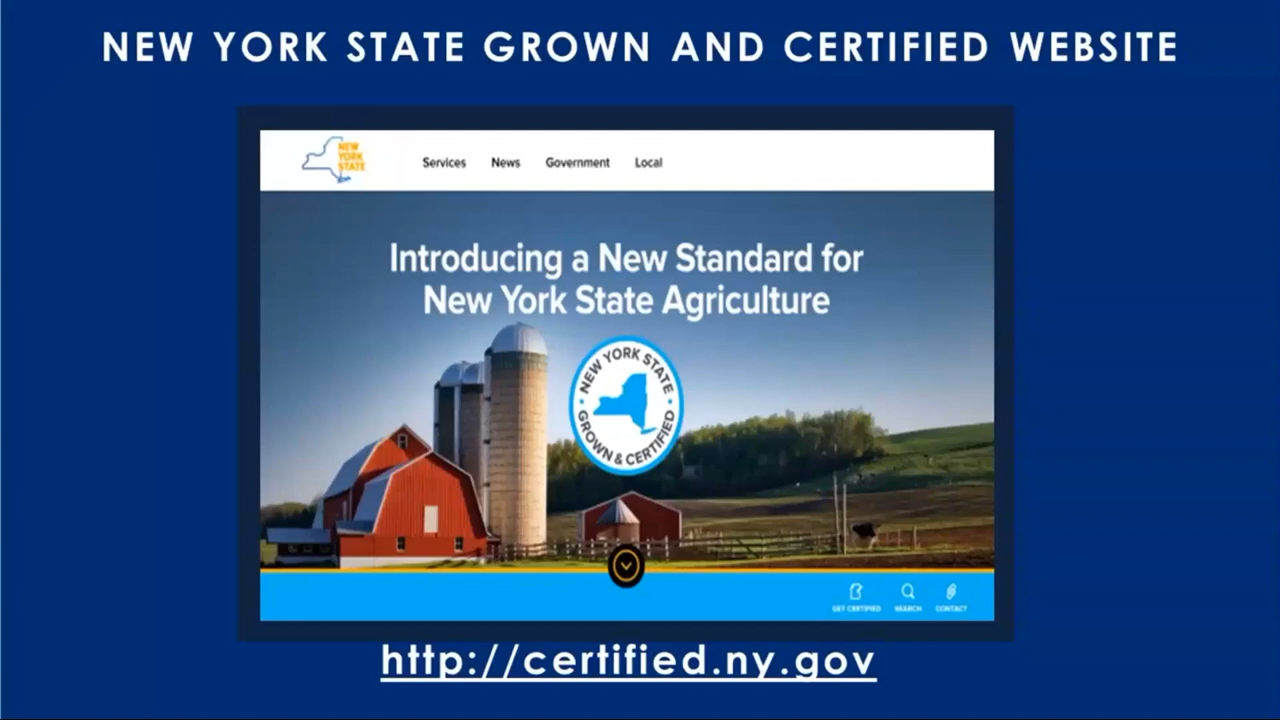 NEW YORK STATE GROWN AND CERTIFIED WEBSITE
NEW YORK STATE
Services News Government Local
Introducing a New Standard for
New York State Agriculture
NEW YORK STATE
GROWN & CERTIFIED
GET CERTIFIED SEARCH CONTACT
http://certified.ny.gov